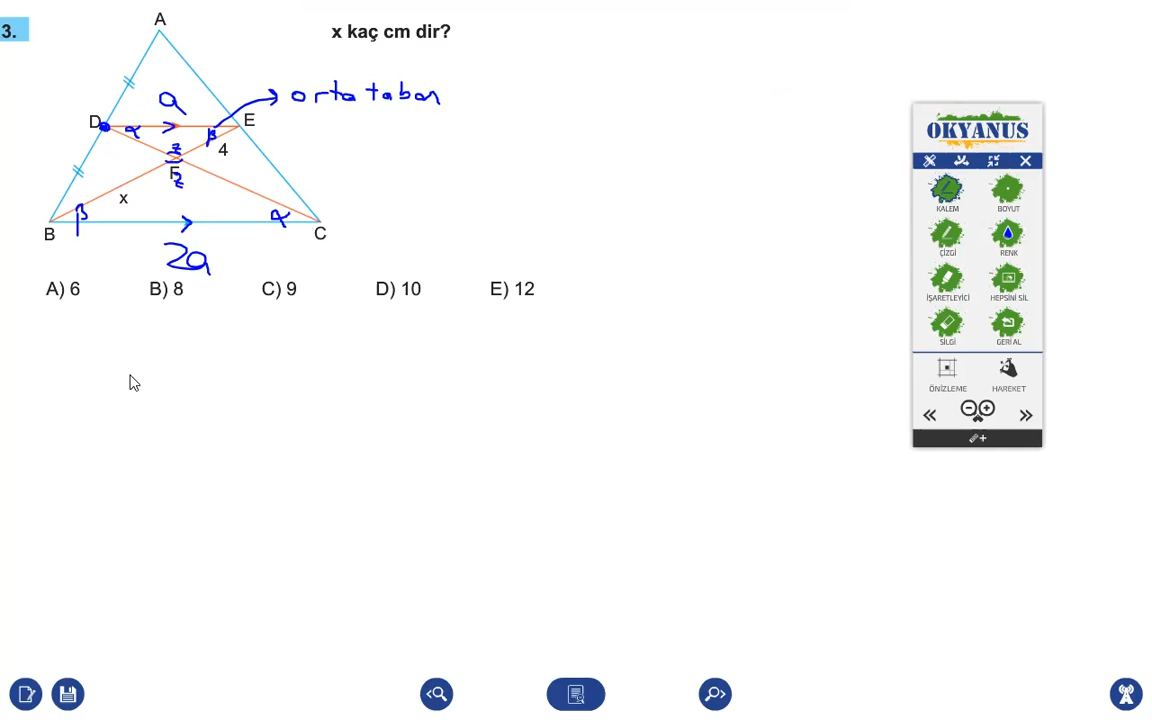 3.
x kaç cm dir?
A
a
orta taban
D
α
β
E
4
z
F
z
x
β
α
B
C
2a
A) 6
B) 8
C) 9
D) 10
E) 12
OKYANUS
KALEM
BOYUT
ÇİZGİ
RENK
İŞARETLEYİCİ
HEPSİNİ SİL
SİLGİ
GERİ AL
ÖNİZLEME
HAREKET